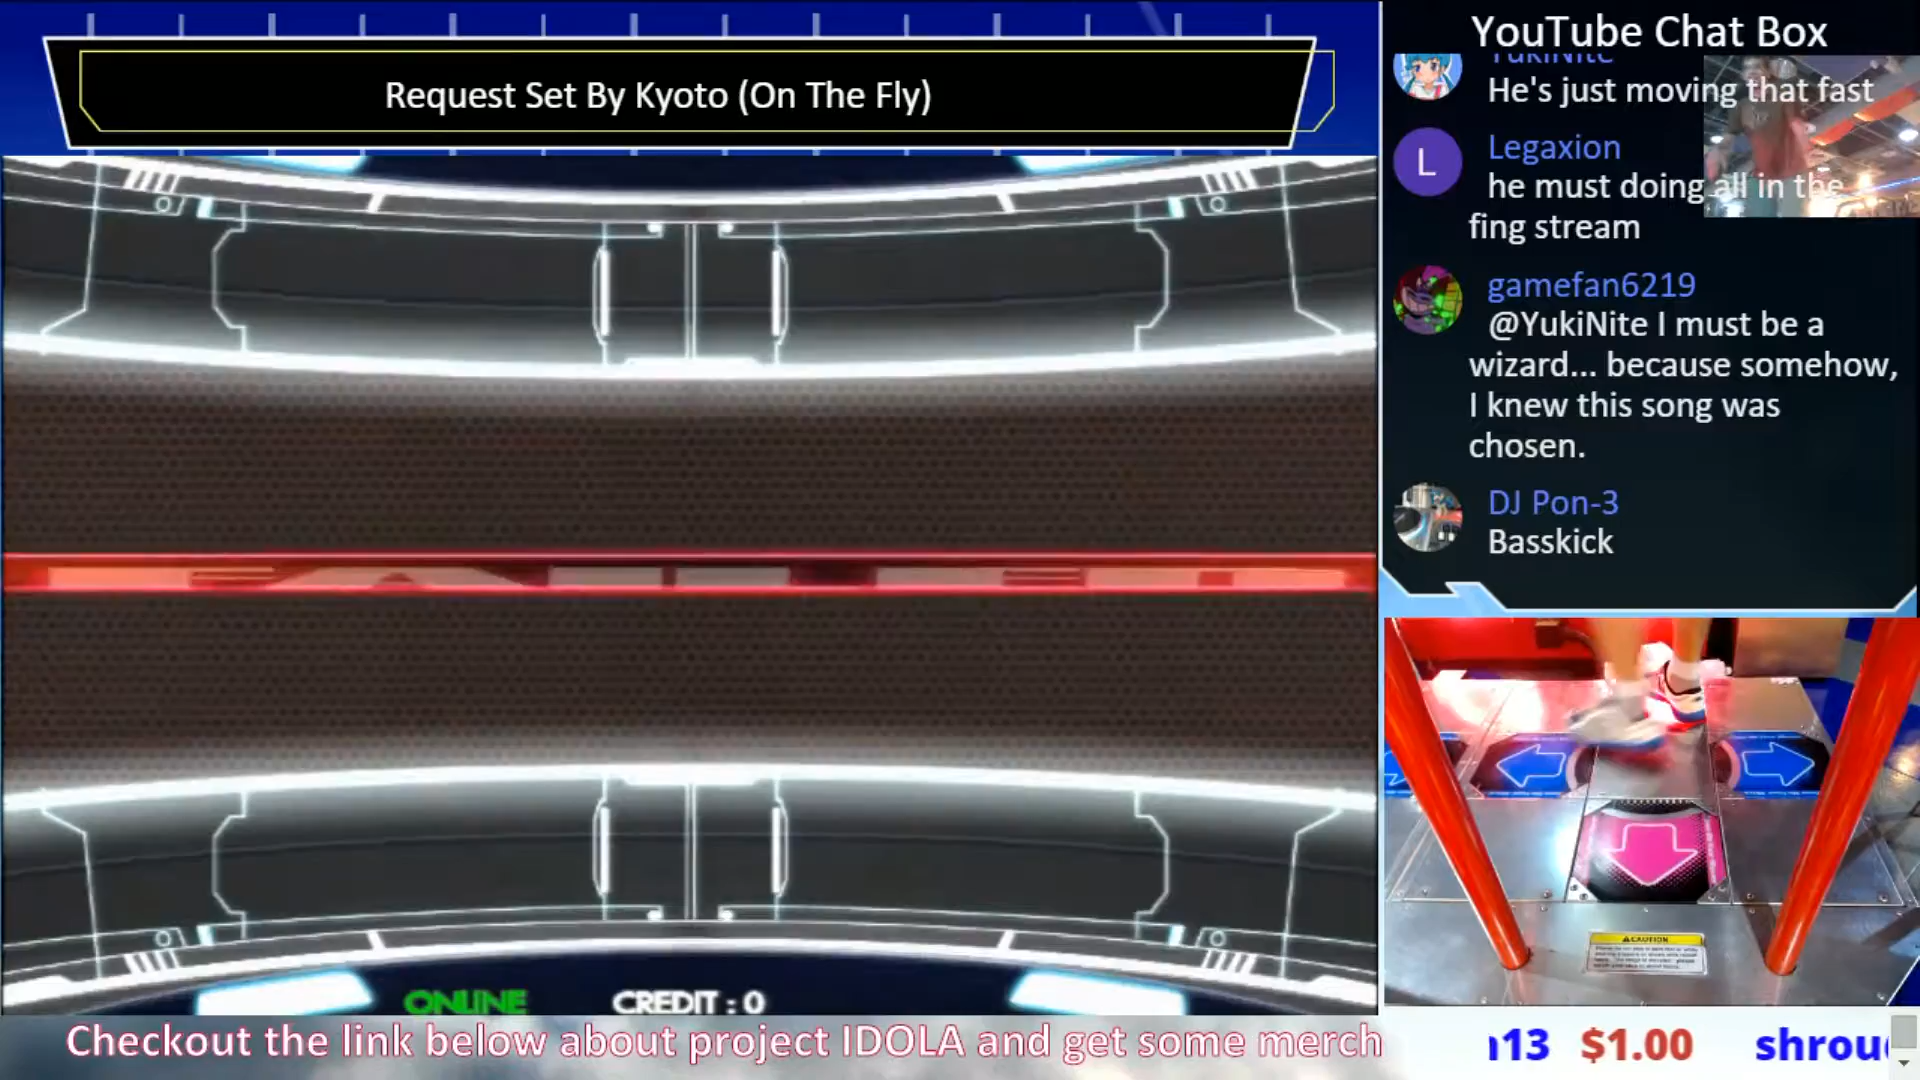 Request Set By Kyoto (On The Fly)
YouTube Chat Box
YukiNite
He's just moving that fast
L
Legaxion
he must doing all in the
fing stream
gamefan6219
@YukiNite I must be a
wizard... because somehow,
I knew this song was
chosen.
DJ Pon-3
Basskick
CAUTION
ONLINE
CREDIT : 0
Checkout the link below about project IDOLA and get some merch
13 $1.00 shrou